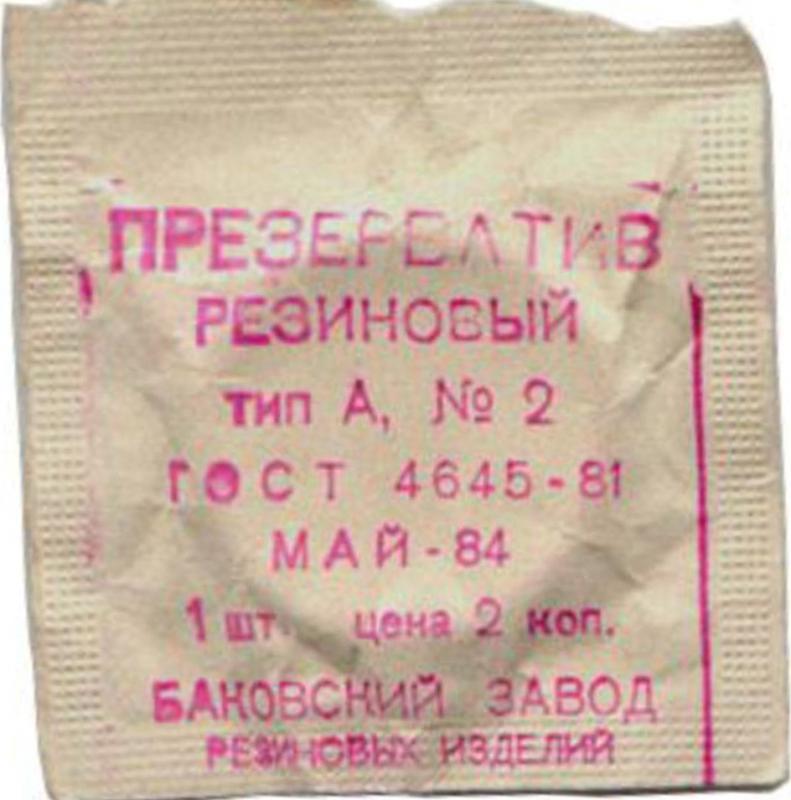 ПРЕЗЕРВАТИВ
РЕЗИНОВЫЙ
тип А, № 2
ГОСТ 4645-81
МАЙ-84
1 шт. цена 2 коп.
БАКОВСКИЙ ЗАВОД
РЕЗИНОВЫХ ИЗДЕЛИЙ